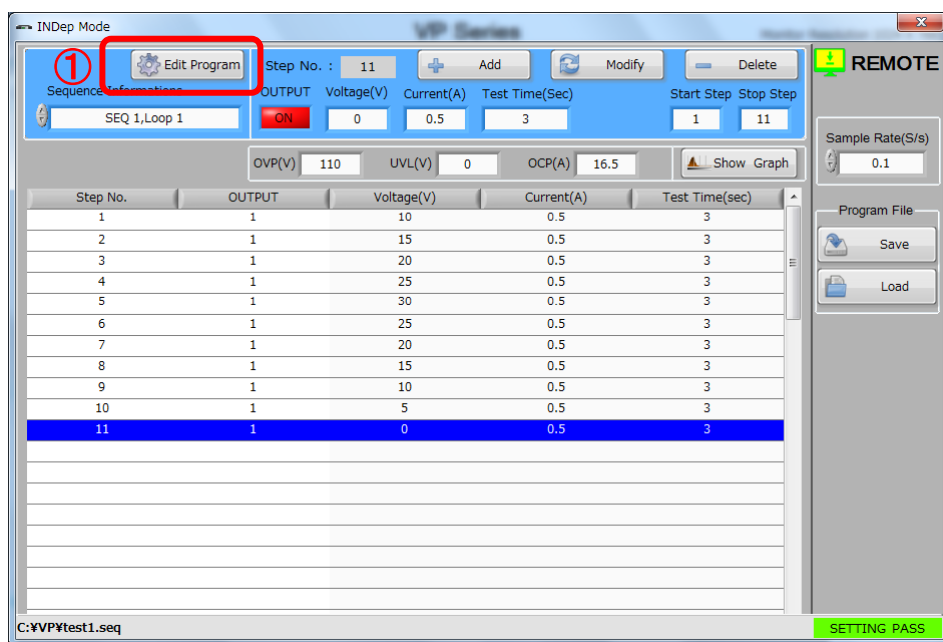 INDep Mode
VP Series
① Edit Program Step No. : 11 Add Modify Delete REMOTE
Sequence Informations OUTPUT Voltage(V) Current(A) Test Time(Sec) Start Step Stop Step
SEQ 1,Loop 1 ON 0 0.5 3 1 11
Sample Rate(S/s)
OVP(V) 110 UVL(V) 0 OCP(A) 16.5 Show Graph 0.1
Step No. OUTPUT Voltage(V) Current(A) Test Time(sec)
Program File
1 1 10 0.5 3
2 1 15 0.5 3
Save
3 1 20 0.5 3
4 1 25 0.5 3
Load
5 1 30 0.5 3
6 1 25 0.5 3
7 1 20 0.5 3
8 1 15 0.5 3
9 1 10 0.5 3
10 1 5 0.5 3
11 1 0 0.5 3
C:¥VP¥test1.seq SETTING PASS